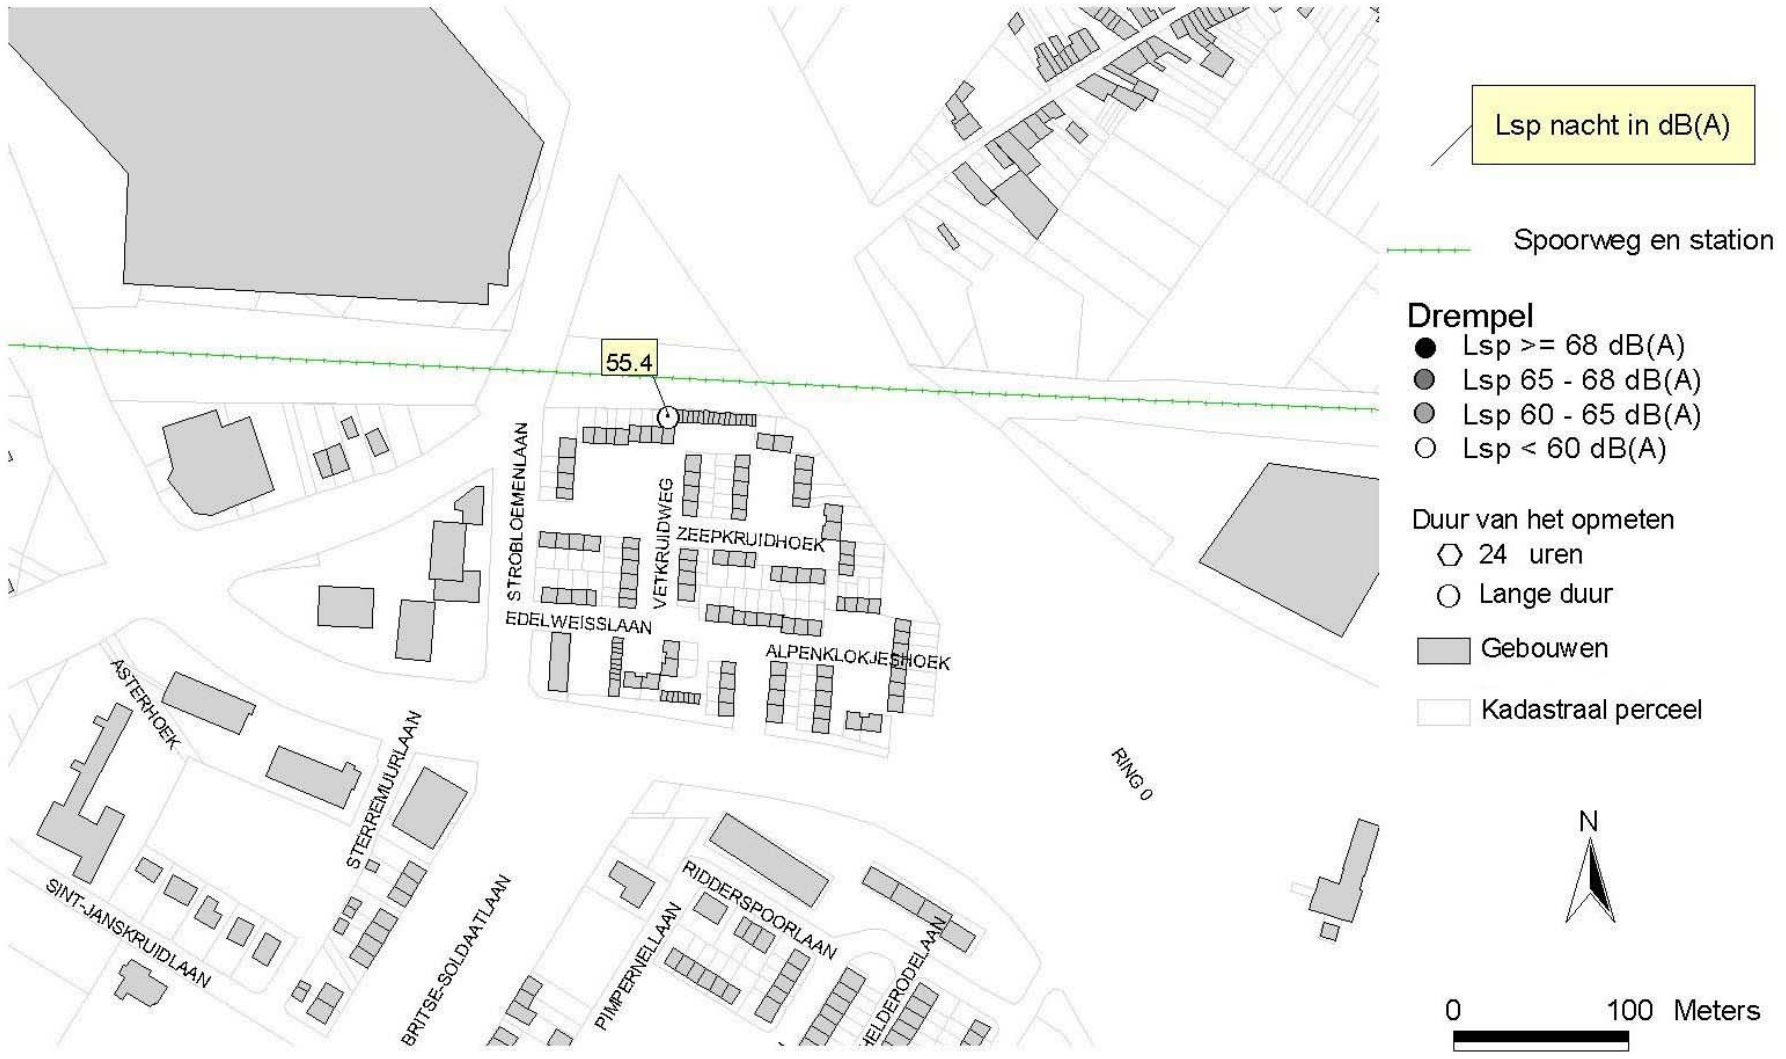 Lsp nacht in dB(A)
Spoorweg en station
Drempel
Lsp >= 68 dB(A)
Lsp 65 - 68 dB(A)
Lsp 60 - 65 dB(A)
Lsp < 60 dB(A)
Duur van het opmeten
24 uren
Lange duur
Gebouwen
Kadastraal perceel
N
0 100 Meters
55.4
STROBLOEMENLAAN
VETKRUIDWEG
ZEEPKRUIDHOEK
EDELWEISSLAAN
ALPENKLOKJESHOEK
ASTERHOEK
STERREMUURLAAN
RING 0
SINT-JANSKRUIDLAAN
BRITSE-SOLDAATLAAN
PIMPERNELLAAN
RIDDERSPOORLAAN
HELDERODELAAN